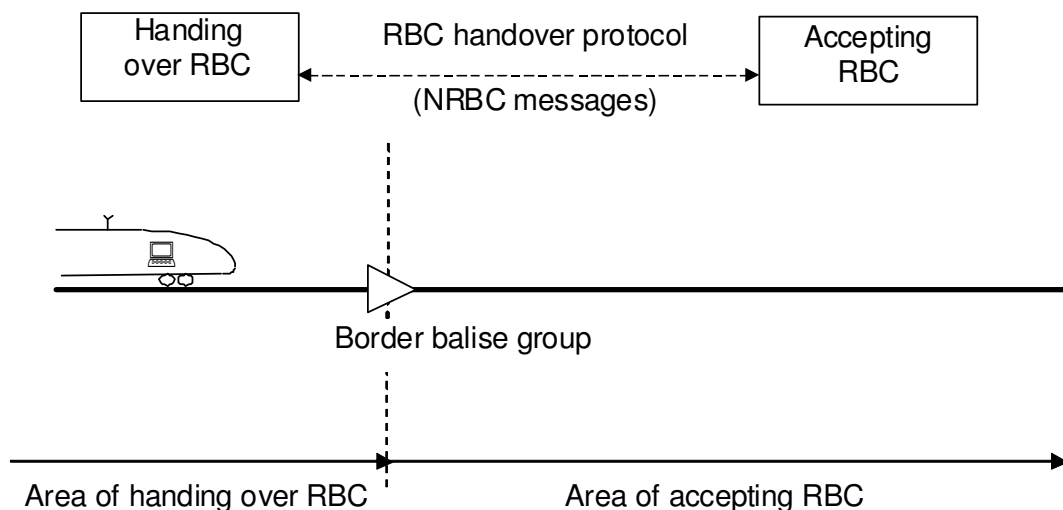 Handing
over RBC
RBC handover protocol
(NRBC messages)
Accepting
RBC
Border balise group
Area of handing over RBC
Area of accepting RBC